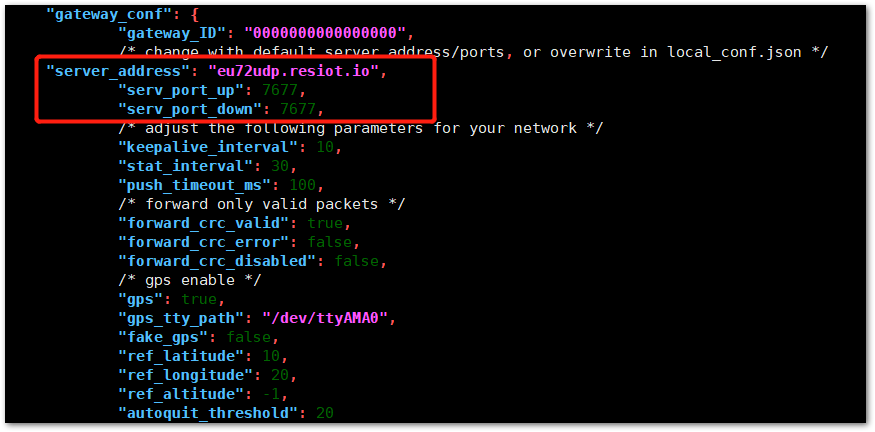 "gateway_conf": {
"gateway_ID": "0000000000000000",
/* change with default server address/ports, or overwrite in local_conf.json */
"server_address": "eu72udp.resiot.io",
"serv_port_up": 7677,
"serv_port_down": 7677,
/* adjust the following parameters for your network */
"keepalive_interval": 10,
"stat_interval": 30,
"push_timeout_ms": 100,
/* forward only valid packets */
"forward_crc_valid": true,
"forward_crc_error": false,
"forward_crc_disabled": false,
/* gps enable */
"gps": true,
"gps_tty_path": "/dev/ttyAMA0",
"fake_gps": false,
"ref_latitude": 10,
"ref_longitude": 20,
"ref_altitude": -1,
"autoquit_threshold": 20